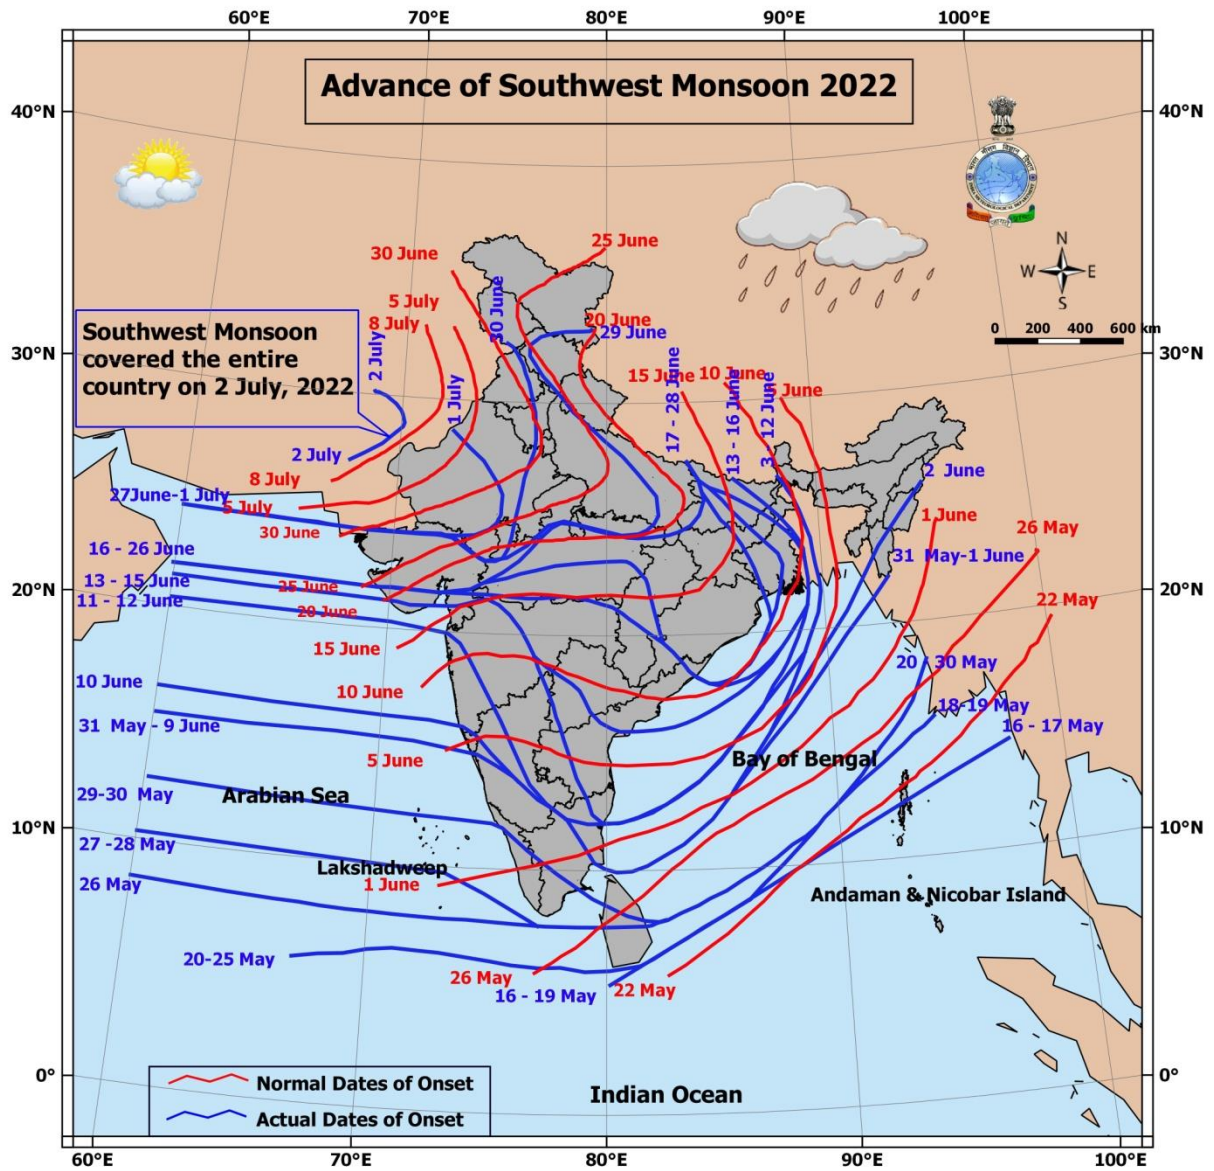 60°E 70°E 80°E 90°E 100°E
Advance of Southwest Monsoon 2022
40°N 40°N
N
W E
S
25 June
30 June
5 July
8 July
30 June
20 June
29 June
0 200 400 600 km
30°N 30°N
Southwest Monsoon
covered the entire
country on 2 July, 2022
2 July
1 July
15 June
10 June
5 June
17 - 28 June
13 - 16 June
3 - 12 June
2 July
8 July
2 June
27June-1 July
5 July
1 June
26 May
30 June
16 - 26 June
31 May-1 June
13 - 15 June
25 June
20°N 20°N
11 - 12 June
20 June
22 May
15 June
20 - 30 May
10 June
10 June
18-19 May
31 May - 9 June
16 - 17 May
5 June
Bay of Bengal
29-30 May
Arabian Sea
10°N 10°N
27 -28 May
Lakshadweep
26 May
1 June
Andaman & Nicobar Island
20-25 May
26 May
16 - 19 May
22 May
0° 0°
Normal Dates of Onset
Actual Dates of Onset
Indian Ocean
60°E 70°E 80°E 90°E 100°E